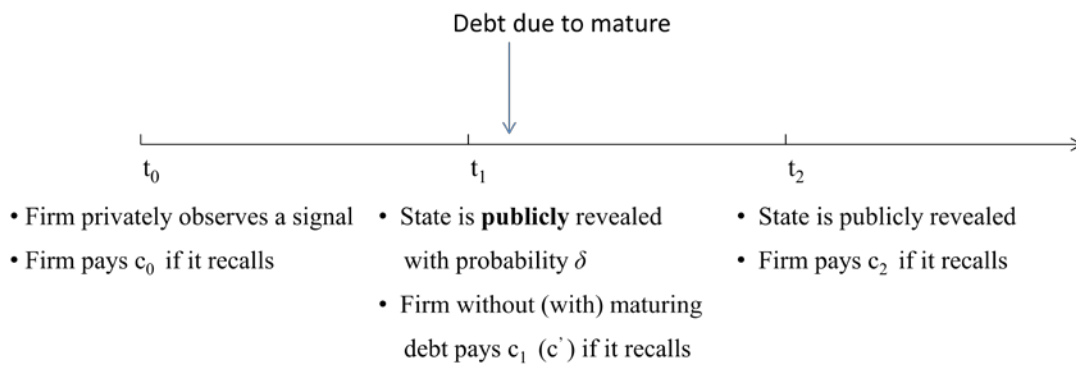 Debt due to mature
t₀
t₁
t₂
• Firm privately observes a signal
• Firm pays c₀ if it recalls
• State is publicly revealed
with probability δ
• Firm without (with) maturing
debt pays c₁ (c’) if it recalls
• State is publicly revealed
• Firm pays c₂ if it recalls